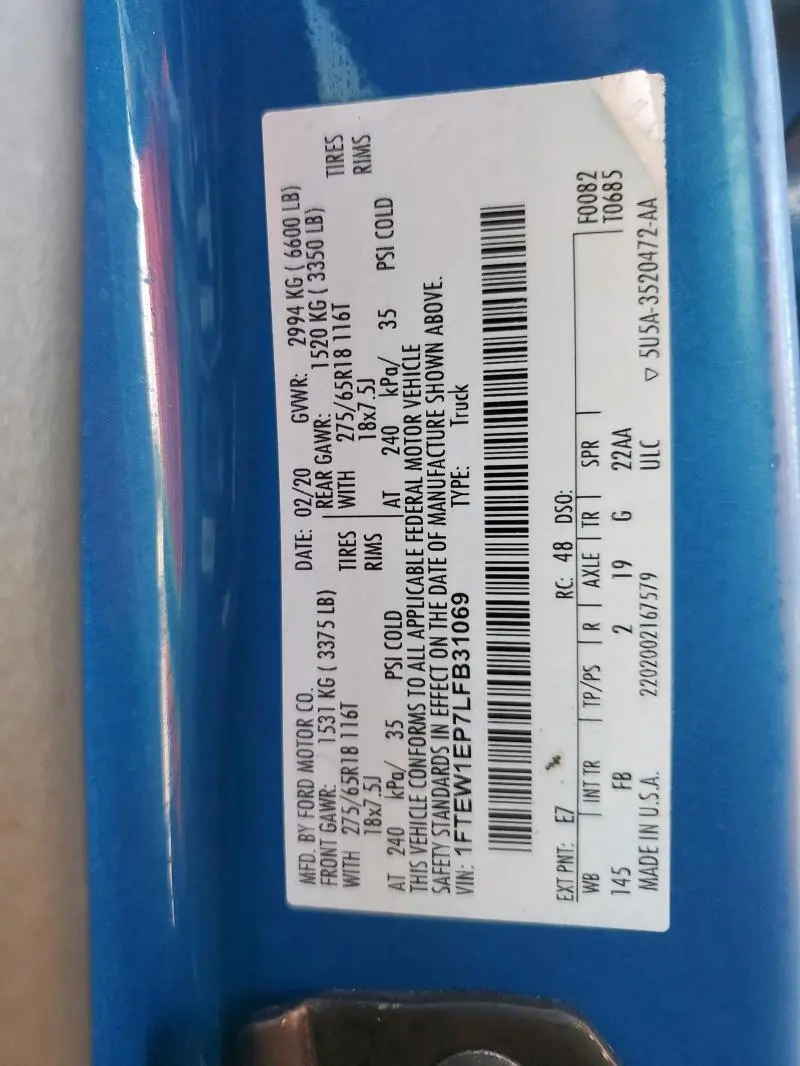 MFD. BY FORD MOTOR CO.
DATE: 02/20 GVWR: 2994 KG ( 6600 LB)
FRONT GAWR: 1531 KG ( 3375 LB)
REAR GAWR: 1520 KG ( 3350 LB)
WITH 275/65R18 116T TIRES
WITH 275/65R18 116T TIRES
18x7.5J RIMS
18x7.5J RIMS
AT 240 kPa/ 35 PSI COLD
AT 240 kPa/ 35 PSI COLD
THIS VEHICLE CONFORMS TO ALL APPLICABLE FEDERAL MOTOR VEHICLE
SAFETY STANDARDS IN EFFECT ON THE DATE OF MANUFACTURE SHOWN ABOVE.
VIN: 1FTEW1EP7LFB31069 TYPE: Truck
EXT PNT: E7 RC: 48 DSO:
WB INT TR TP/PS R AXLE TR SPR F0082
145 FB 2 19 G 22AA T0685
MADE IN U.S.A. 2202002167579 ULC ▽ 5U5A-3520472-AA